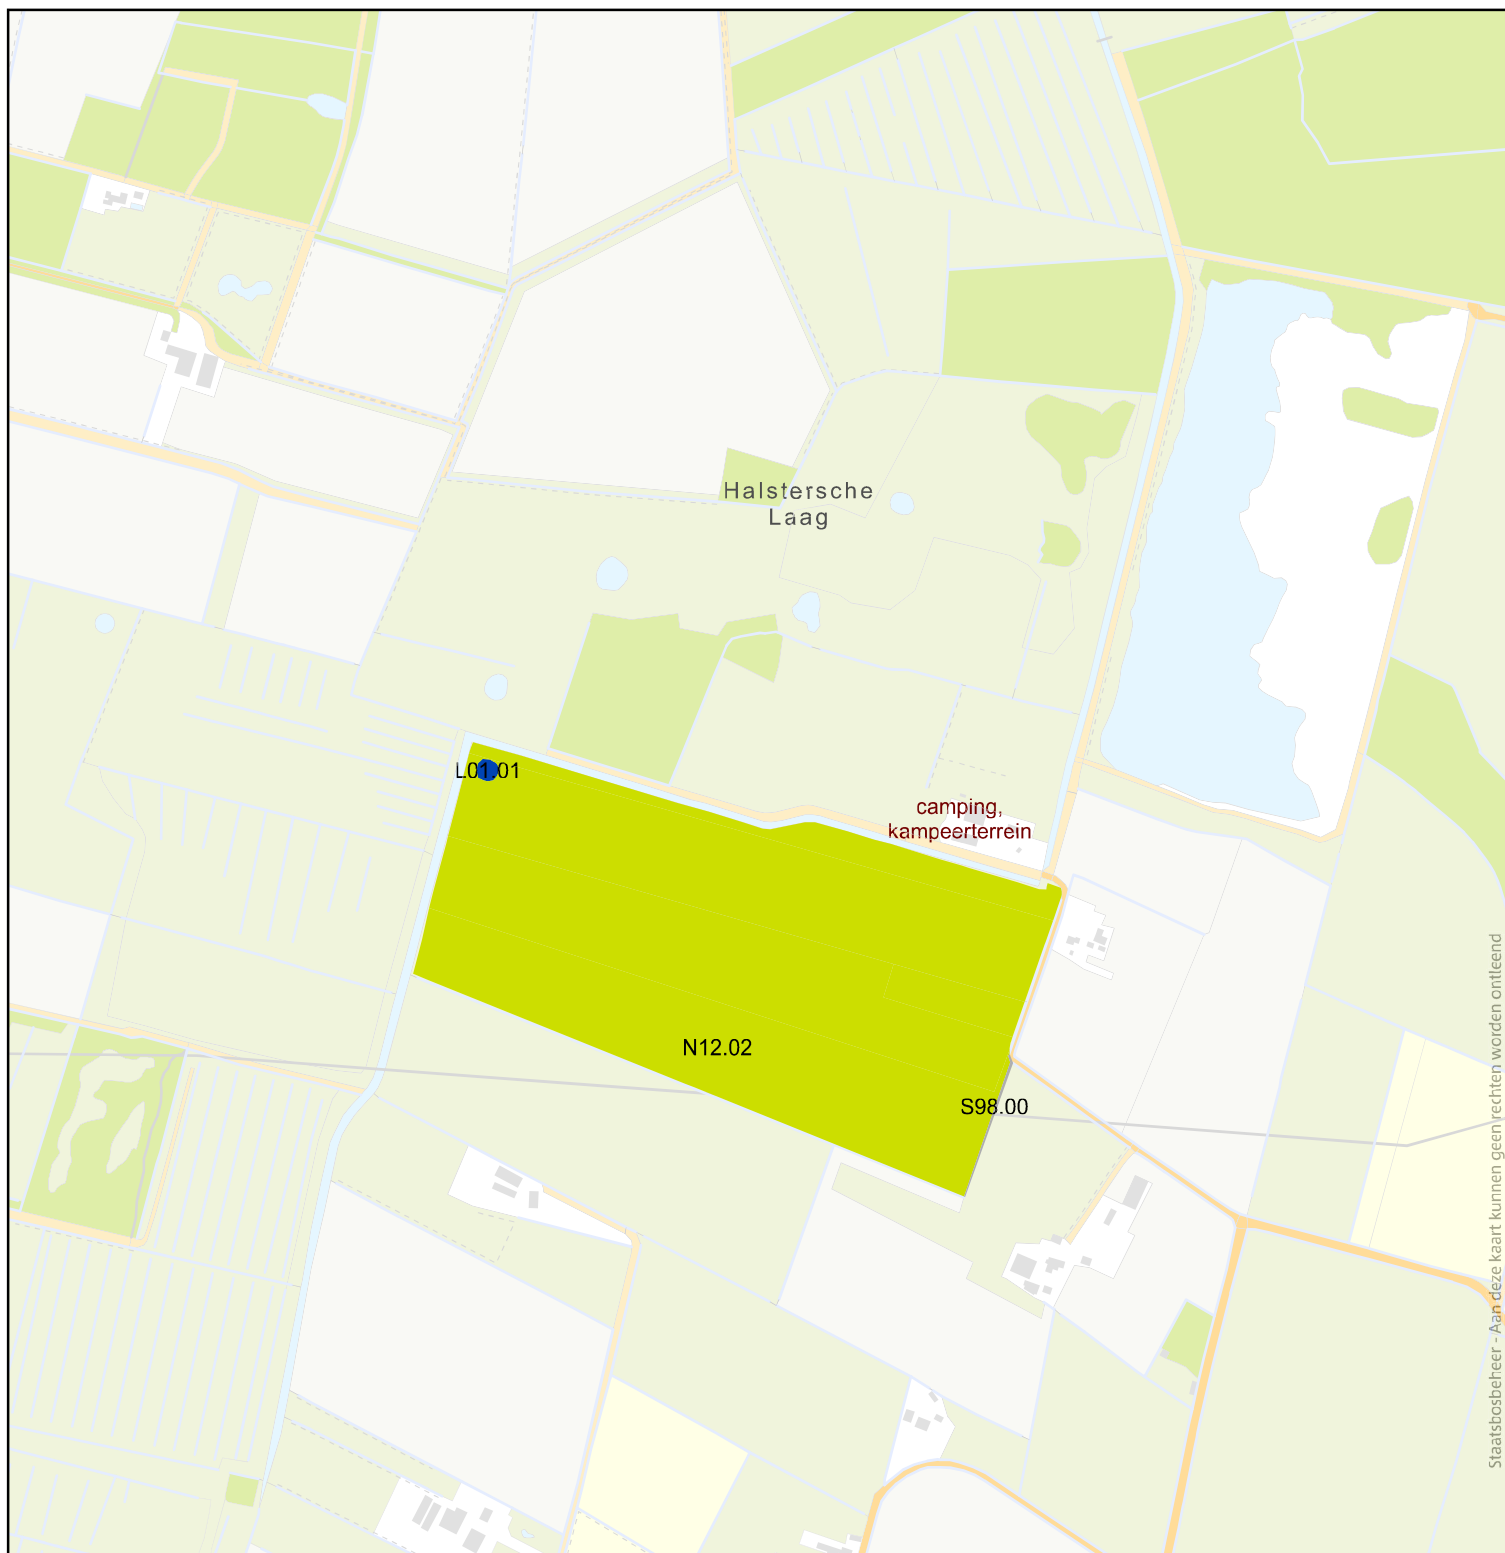 Halstersche
Laag
L01.01
camping,
kampeerterrein
N12.02
S98.00
Staatsbosbeheer - Aan deze kaart kunnen geen rechten worden ontleend